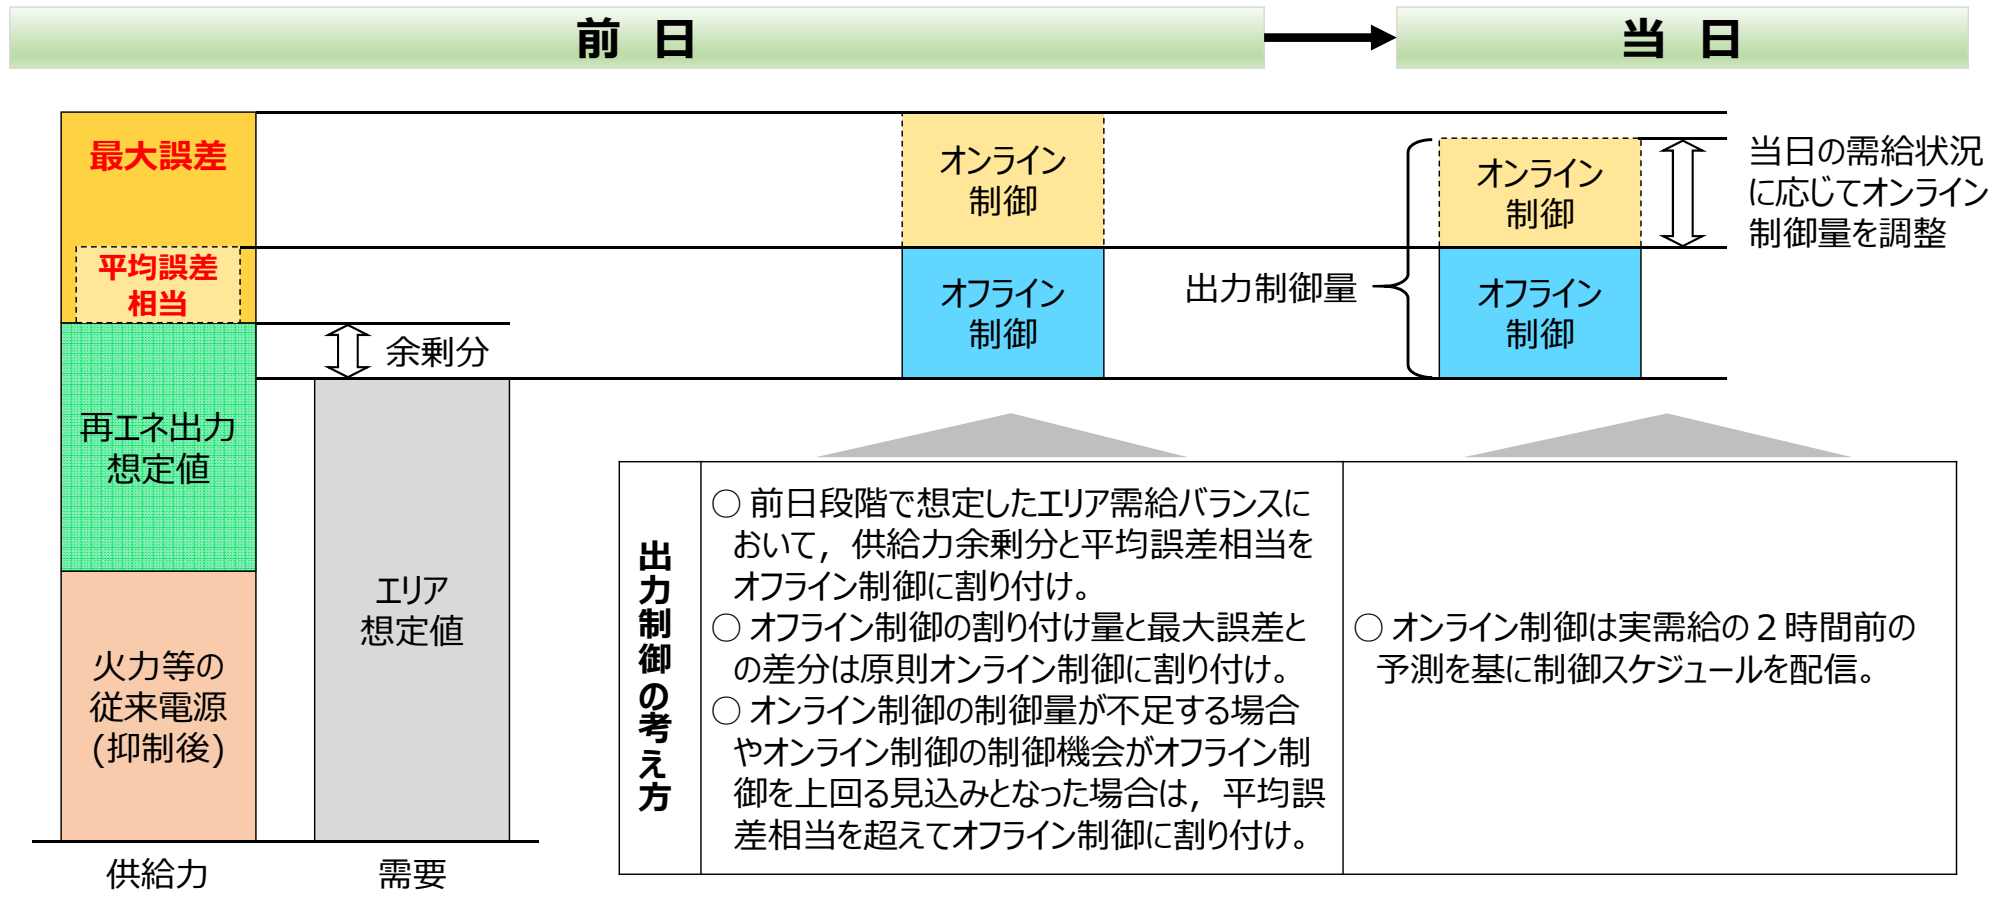 前 日
当 日
最大誤差
平均誤差
相当
再エネ出力
想定値
火力等の
従来電源
(抑制後)
供給力
余剰分
エリア
想定値
需要
オンライン
制御
オフライン
制御
出力制御量
オンライン
制御
オフライン
制御
当日の需給状況
に応じてオンライン
制御量を調整
出力制御の考え方
○ 前日段階で想定したエリア需給バランスに
おいて，供給力余剰分と平均誤差相当を
オフライン制御に割り付け。
○ オフライン制御の割り付け量と最大誤差と
の差分は原則オンライン制御に割り付け。
○ オンライン制御の制御量が不足する場合
やオンライン制御の制御機会がオフライン制
御を上回る見込みとなった場合は，平均誤
差相当を超えてオフライン制御に割り付け。
○ オンライン制御は実需給の２時間前の
予測を基に制御スケジュールを配信。